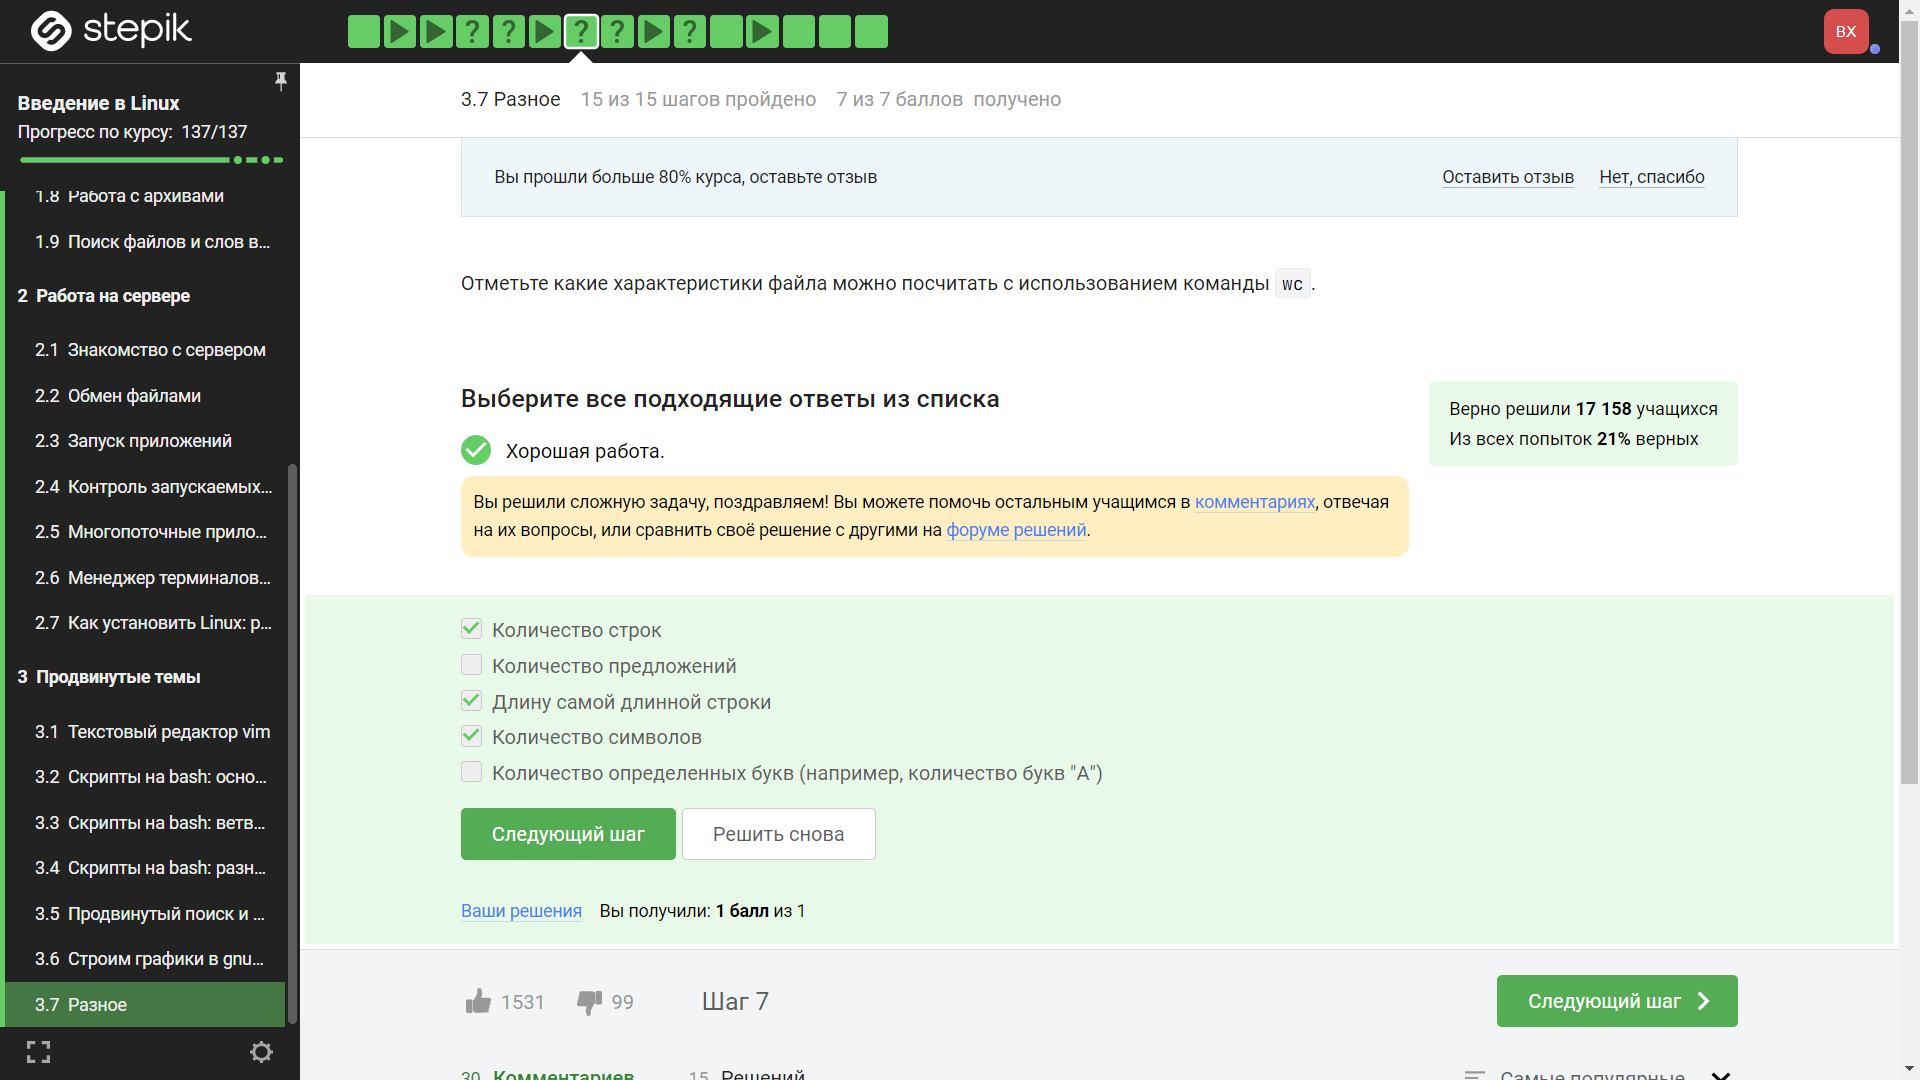 stepik
? ? ? ? ?
ВХ
Введение в Linux
Прогресс по курсу: 137/137
1.8 Работа с архивами
1.9 Поиск файлов и слов в...
2 Работа на сервере
2.1 Знакомство с сервером
2.2 Обмен файлами
2.3 Запуск приложений
2.4 Контроль запускаемых...
2.5 Многопоточные прило...
2.6 Менеджер терминалов...
2.7 Как установить Linux: р...
3 Продвинутые темы
3.1 Текстовый редактор vim
3.2 Скрипты на bash: осно...
3.3 Скрипты на bash: ветв...
3.4 Скрипты на bash: разн...
3.5 Продвинутый поиск и ...
3.6 Строим графики в gnu...
3.7 Разное
3.7 Разное 15 из 15 шагов пройдено 7 из 7 баллов получено
Вы прошли больше 80% курса, оставьте отзыв Оставить отзыв Нет, спасибо
Отметьте какие характеристики файла можно посчитать с использованием команды wc.
Выберите все подходящие ответы из списка
Хорошая работа.
Вы решили сложную задачу, поздравляем! Вы можете помочь остальным учащимся в комментариях, отвечая
на их вопросы, или сравнить своё решение с другими на форуме решений.
Верно решили 17 158 учащихся
Из всех попыток 21% верных
Количество строк
Количество предложений
Длину самой длинной строки
Количество символов
Количество определенных букв (например, количество букв "A")
Следующий шаг Решить снова
Ваши решения Вы получили: 1 балл из 1
1531 99 Шаг 7 Следующий шаг
30 Комментариев 15 Решений Самые популярные